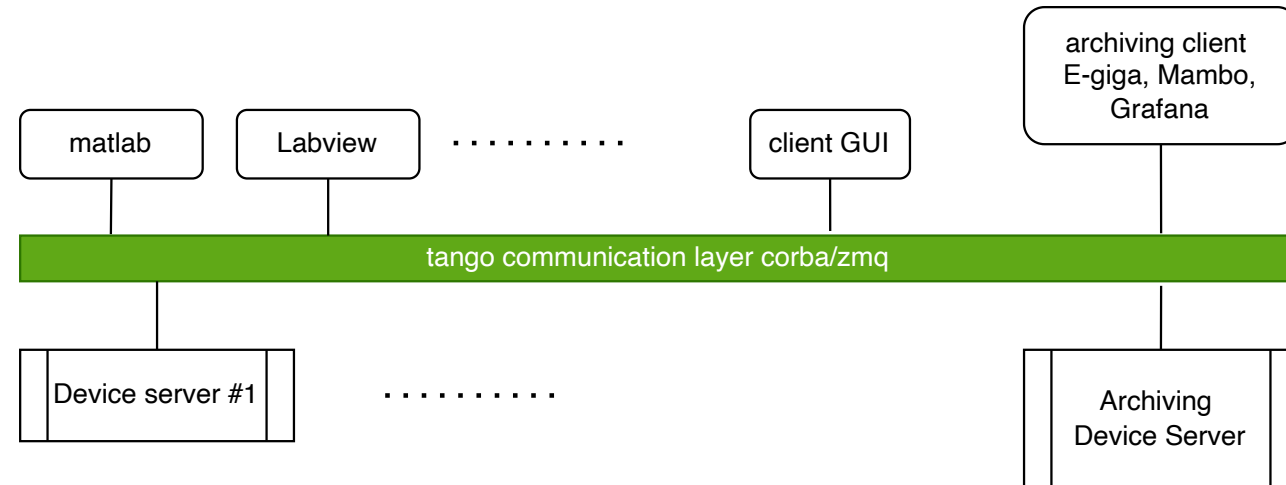 archiving client
E-giga, Mambo,
Grafana
matlab
Labview
. . . . . . . . . .
client GUI
tango communication layer corba/zmq
Device server #1
. . . . . . . . . .
Archiving
Device Server